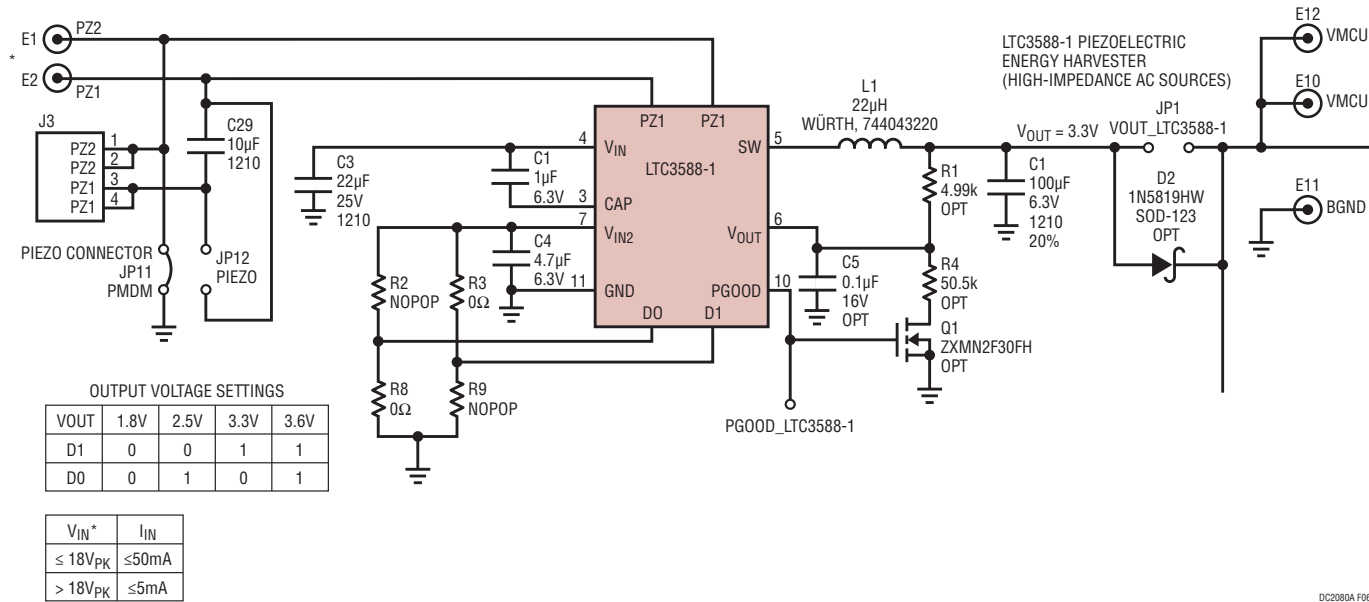 E1
PZ2
*
E2
PZ1
J3
PZ2
PZ2
PZ1
PZ1
1
2
3
4
C29
10µF
1210
PIEZO CONNECTOR
JP11
PMDM
JP12
PIEZO
C3
22µF
25V
1210
C1
1µF
6.3V
C4
4.7µF
6.3V
R2
NOPOP
R3
0Ω
R8
0Ω
R9
NOPOP
PZ1
PZ1
LTC3588-1
4
VIN
3
CAP
7
VIN2
11
GND
D0
D1
SW
5
VOUT
6
PGOOD
10
L1
22µH
WÜRTH, 744043220
VOUT = 3.3V
R1
4.99k
OPT
C1
100µF
6.3V
1210
20%
C5
0.1µF
16V
OPT
R4
50.5k
OPT
Q1
ZXMN2F30FH
OPT
PGOOD_LTC3588-1
LTC3588-1 PIEZOELECTRIC
ENERGY HARVESTER
(HIGH-IMPEDANCE AC SOURCES)
JP1
VOUT_LTC3588-1
D2
1N5819HW
SOD-123
OPT
E12
VMCU
E10
VMCU
E11
BGND
OUTPUT VOLTAGE SETTINGS
VOUT 1.8V 2.5V 3.3V 3.6V
D1 0 0 1 1
D0 0 1 0 1
VIN* IIN
≤ 18VPK ≤50mA
> 18VPK ≤5mA